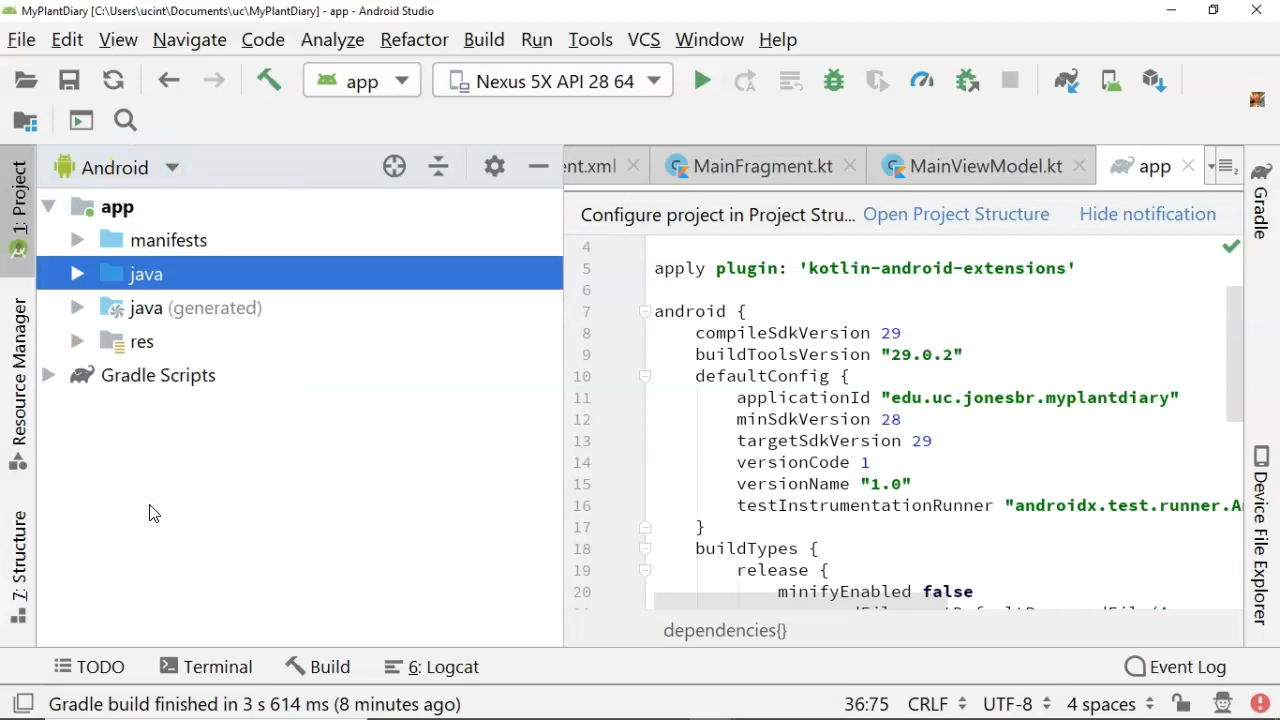 MyPlantDiary [C:\Users\ucint\Documents\uc\MyPlantDiary] - app - Android Studio
File Edit View Navigate Code Analyze Refactor Build Run Tools VCS Window Help
app Nexus 5X API 28 64
1: Project
Resource Manager
7: Structure
Android
app
manifests
java
java (generated)
res
Gradle Scripts
ent.xml MainFragment.kt MainViewModel.kt app
Configure project in Project Stru... Open Project Structure Hide notification
4
5 apply plugin: 'kotlin-android-extensions'
6
7 android {
8 compileSdkVersion 29
9 buildToolsVersion "29.0.2"
10 defaultConfig {
11 applicationId "edu.uc.jonesbr.myplantdiary"
12 minSdkVersion 28
13 targetSdkVersion 29
14 versionCode 1
15 versionName "1.0"
16 testInstrumentationRunner "androidx.test.runner.A
17 }
18 buildTypes {
19 release {
20 minifyEnabled false
dependencies{}
Gradle
Device File Explorer
TODO Terminal Build 6: Logcat Event Log
Gradle build finished in 3 s 614 ms (8 minutes ago) 36:75 CRLF UTF-8 4 spaces